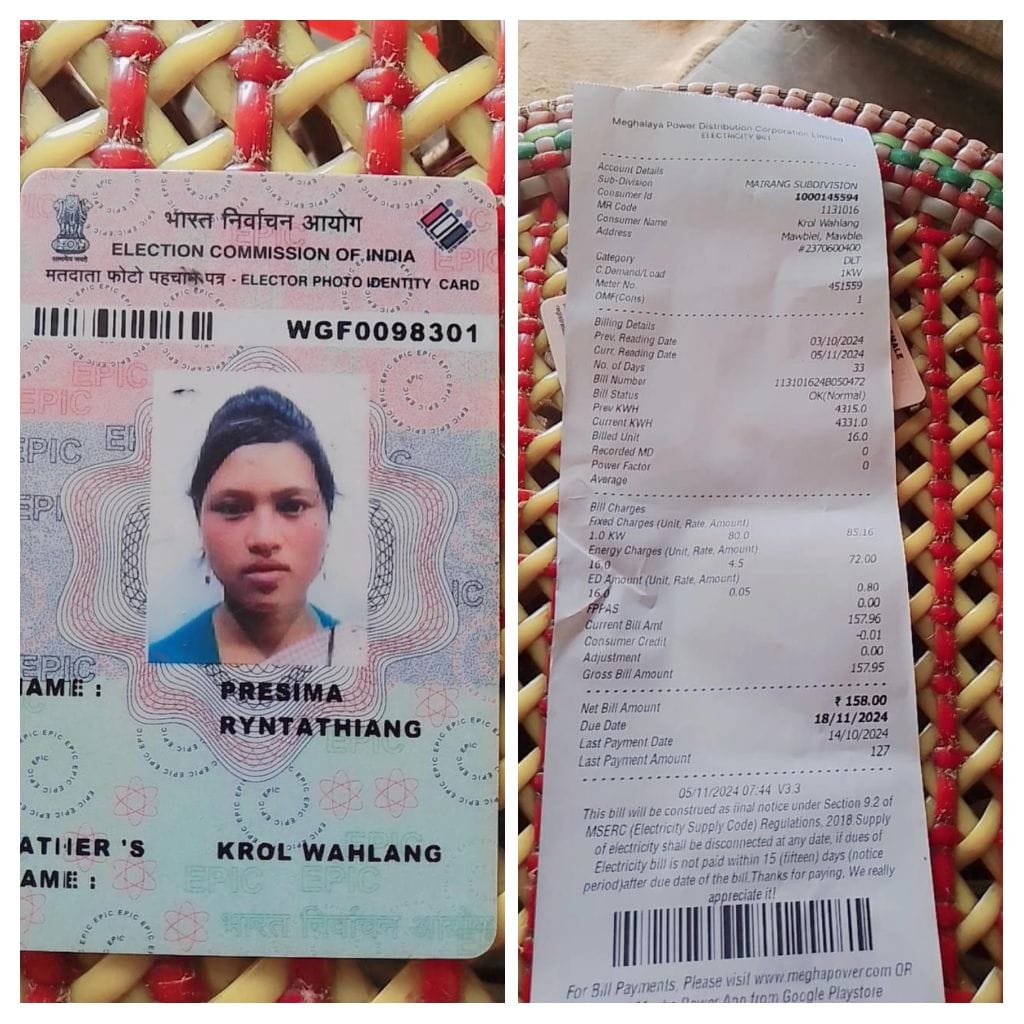 भारत निर्वाचन आयोग
ELECTION COMMISSION OF INDIA
मतदाता फोटो पहचान पत्र - ELECTOR PHOTO IDENTITY CARD
WGF0098301
NAME : PRESIMA
RYNTATHIANG
FATHER 'S KROL WAHLANG
NAME :
भारत निर्वाचन आयोग
Meghalaya Power Distribution Corporation Limited
ELECTRICITY BILL
Account Details
Sub-Division MAIRANG SUBDIVISION
Consumer Id 1000145594
MR Code 1131016
Consumer Name Krol Wahlang
Address Mawblei, Mawble
#2370600400
Category DLT
C.Demand/Load 1KW
Meter No. 451559
OMF(Cons) 1
Billing Details
Prev. Reading Date 03/10/2024
Curr. Reading Date 05/11/2024
No. of Days 33
Bill Number 113101624B050472
Bill Status OK(Normal)
Prev KWH 4315.0
Current KWH 4331.0
Billed Unit 16.0
Recorded MD 0
Power Factor 0
Average
Bill Charges
Fixed Charges (Unit, Rate, Amount)
1.0 KW 80.0 85.16
Energy Charges (Unit, Rate, Amount)
16.0 4.5 72.00
ED Amount (Unit, Rate, Amount)
16.0 0.05 0.80
FPPAS 0.00
Current Bill Amt 157.96
Consumer Credit -0.01
Adjustment 0.00
Gross Bill Amount 157.95
Net Bill Amount ₹ 158.00
Due Date 18/11/2024
Last Payment Date 14/10/2024
Last Payment Amount 127
05/11/2024 07:44 V3.3
This bill will be construed as final notice under Section 9.2 of
MSERC (Electricity Supply Code) Regulations, 2018 Supply
of electricity shall be disconnected at any date, if dues of
Electricity bill is not paid within 15 (fifteen) days (notice
period)after due date of the bill.Thanks for paying, We really
appreciate it!
For Bill Payments, Please visit www.meghapower.com OR
Power App from Google Playstore